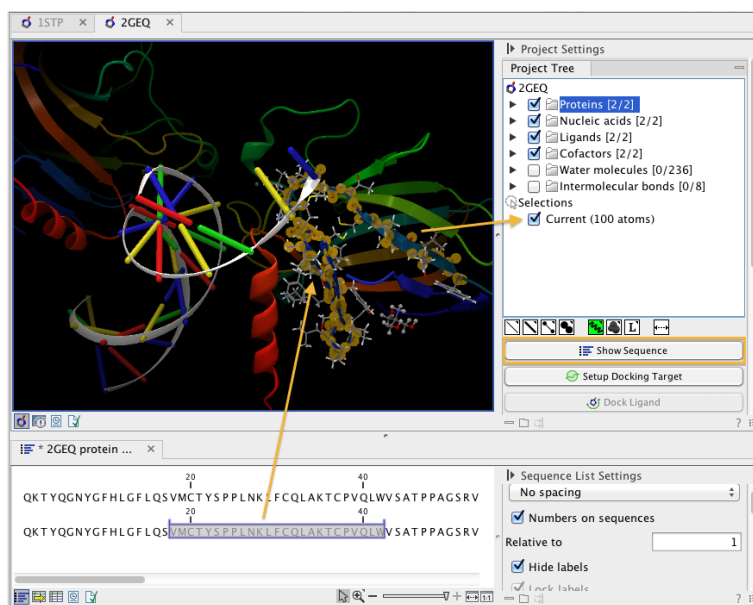 1STP
2GEQ
Project Settings
Project Tree
2GEQ
Proteins [2/2]
Nucleic acids [2/2]
Ligands [2/2]
Cofactors [2/2]
Water molecules [0/236]
Intermolecular bonds [0/8]
Selections
Current (100 atoms)
L
Show Sequence
Setup Docking Target
Dock Ligand
?
* 2GEQ protein ...
20 40
QKTYQGNYGFHLGFLQSVMCTYSPPLNKLFCQLAKTCPVQLWVSATPPAGSRV
20 40
QKTYQGNYGFHLGFLQSVMCTYSPPLNKLFCQLAKTCPVQLWVSATPPAGSRV
1:1
Sequence List Settings
No spacing
Numbers on sequences
Relative to 1
Hide labels
Lock labels
?